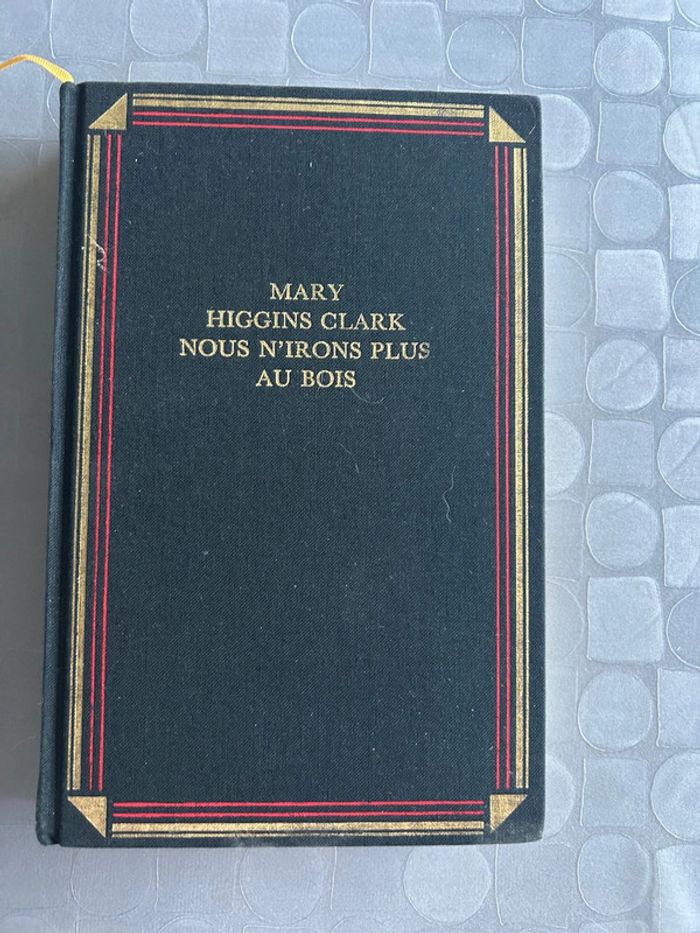 MARY
HIGGINS CLARK
NOUS N'IRONS PLUS
AU BOIS